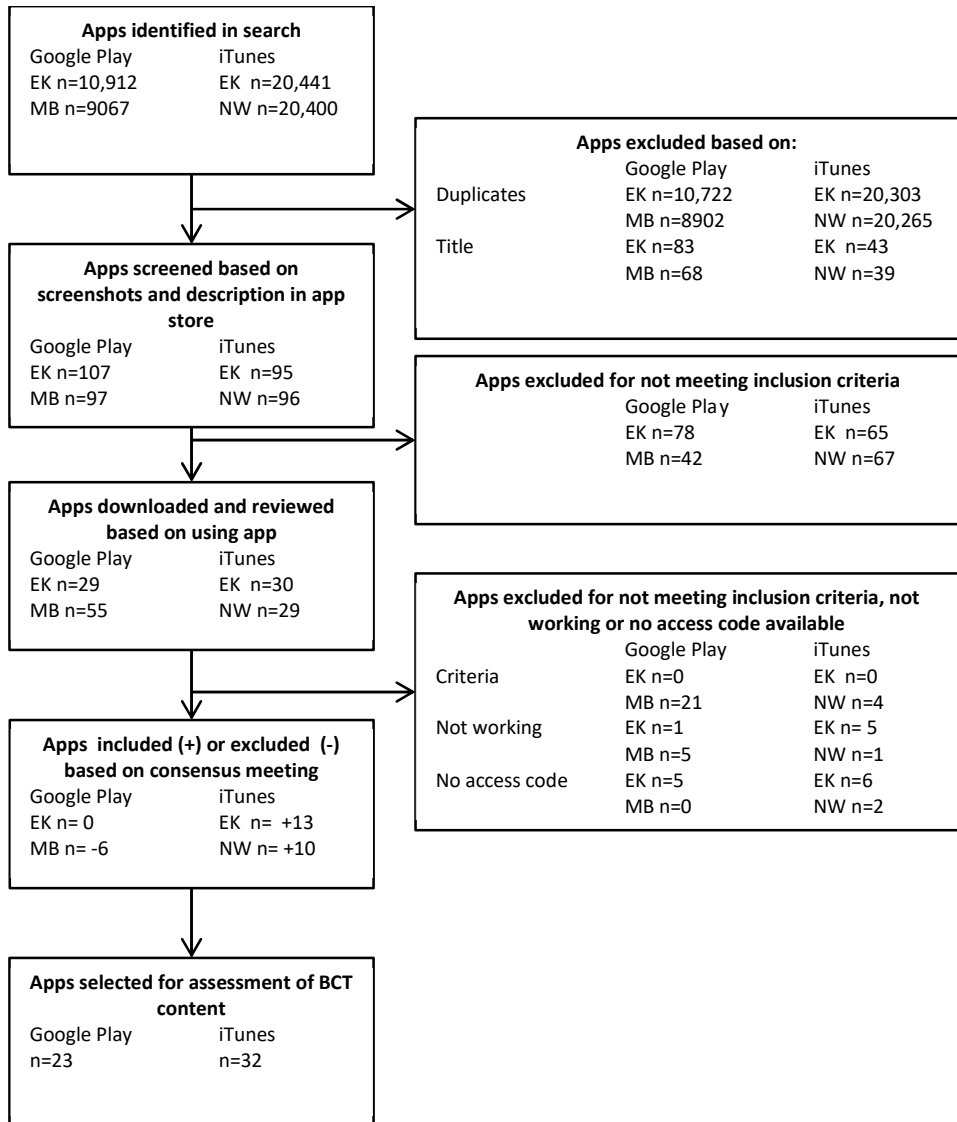 Apps identified in search
Google Play iTunes
EK n=10,912 EK n=20,441
MB n=9067 NW n=20,400
Apps excluded based on:
Google Play iTunes
Duplicates EK n=10,722 EK n=20,303
MB n=8902 NW n=20,265
Title EK n=83 EK n=43
MB n=68 NW n=39
Apps screened based on
screenshots and description in app
store
Google Play iTunes
EK n=107 EK n=95
MB n=97 NW n=96
Apps excluded for not meeting inclusion criteria
Google Play iTunes
EK n=78 EK n=65
MB n=42 NW n=67
Apps downloaded and reviewed
based on using app
Google Play iTunes
EK n=29 EK n=30
MB n=55 NW n=29
Apps excluded for not meeting inclusion criteria, not
working or no access code available
Google Play iTunes
Criteria EK n=0 EK n=0
MB n=21 NW n=4
Not working EK n=1 EK n= 5
MB n=5 NW n=1
No access code EK n=5 EK n=6
MB n=0 NW n=2
Apps included (+) or excluded (-)
based on consensus meeting
Google Play iTunes
EK n= 0 EK n= +13
MB n= -6 NW n= +10
Apps selected for assessment of BCT
content
Google Play iTunes
n=23 n=32